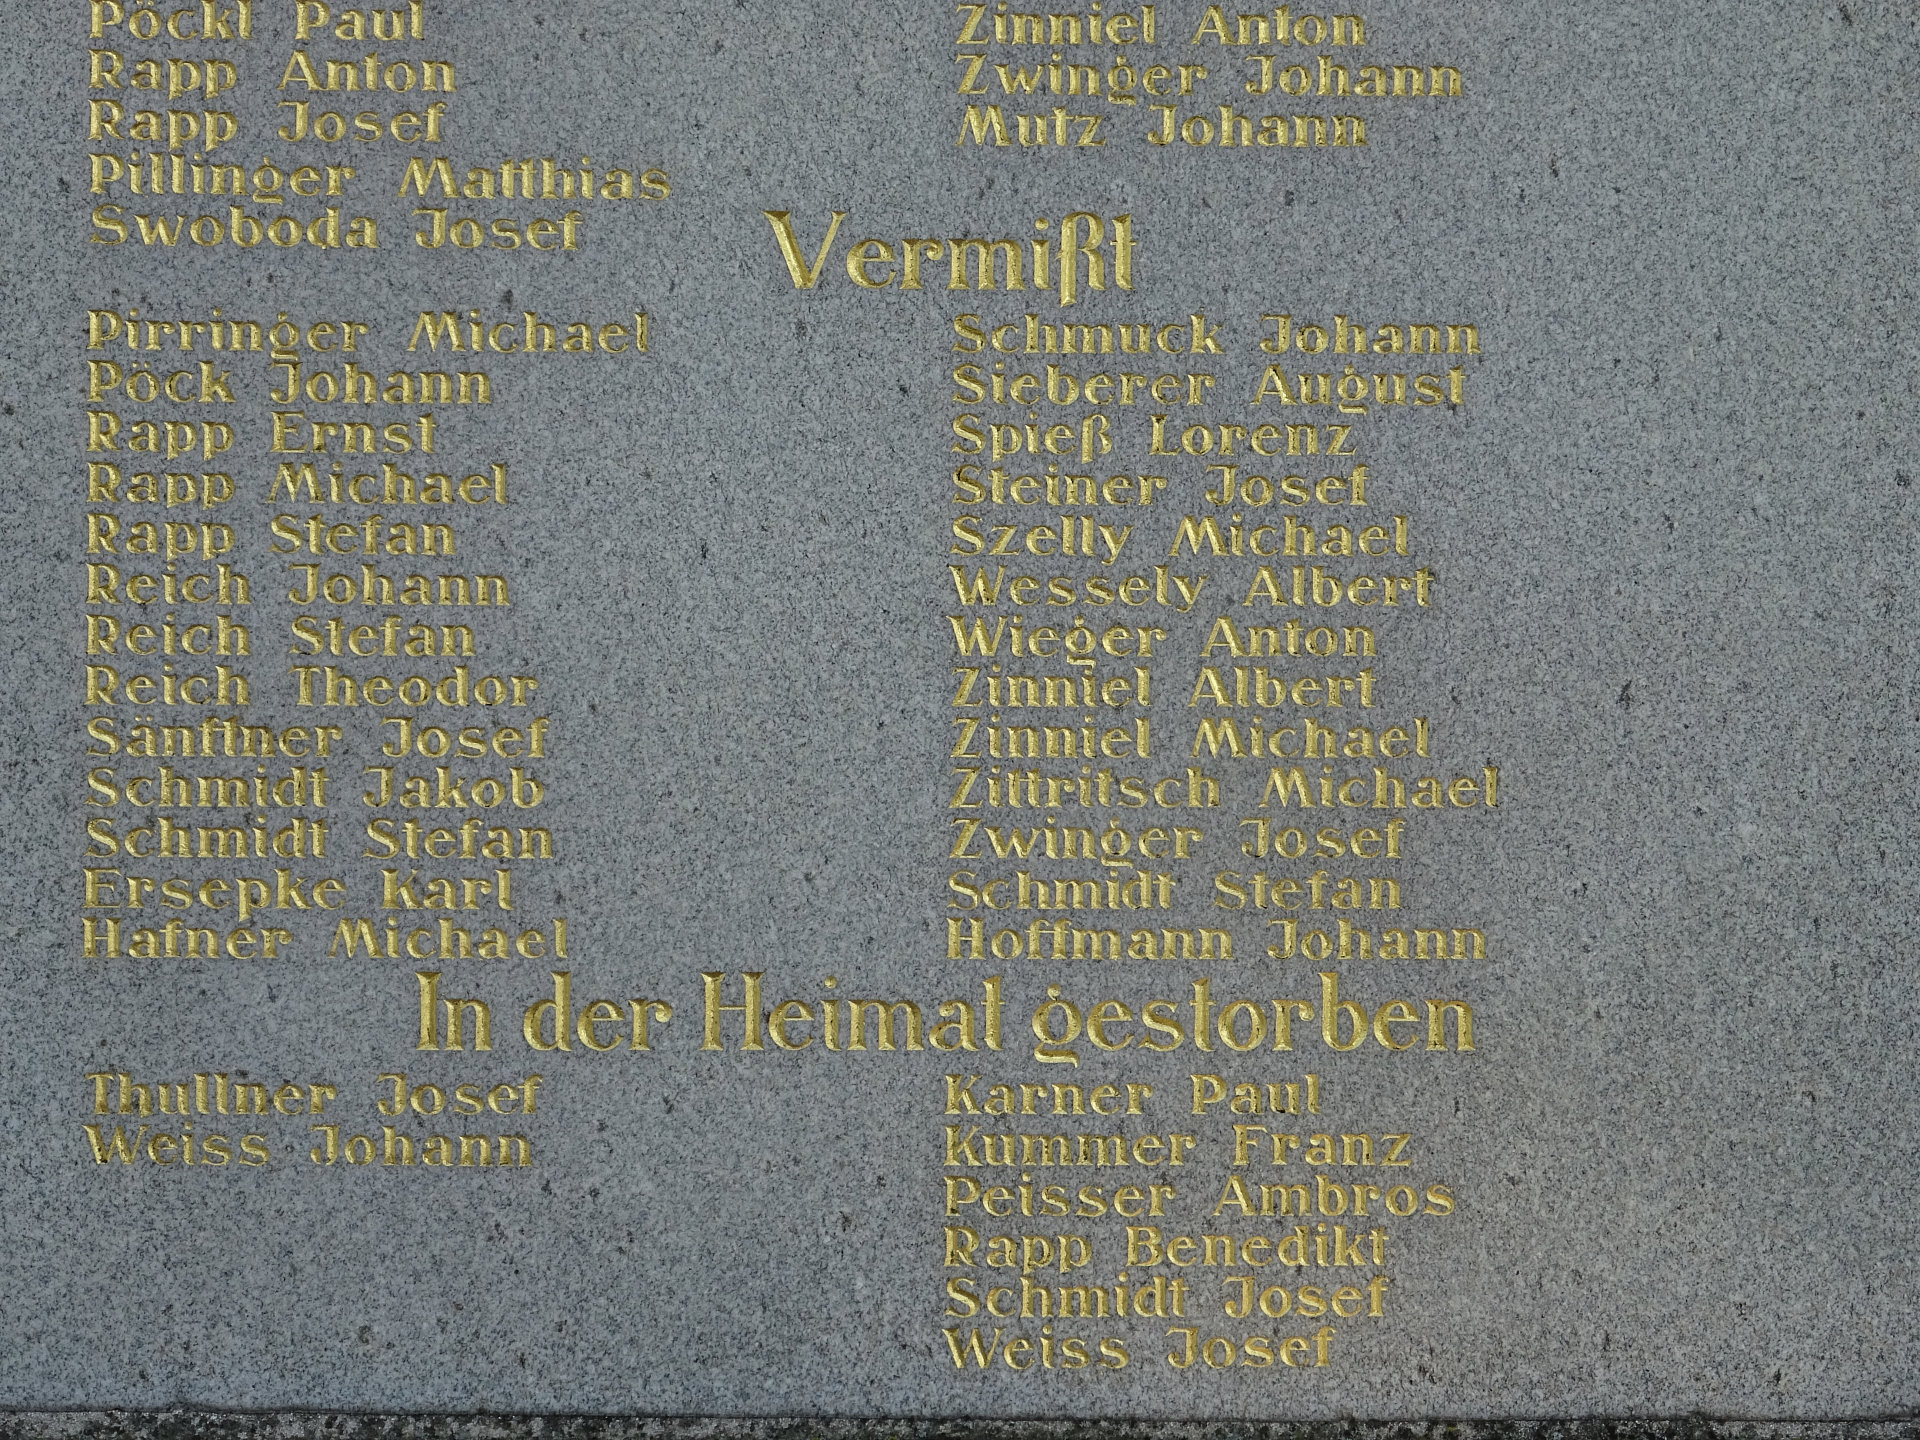 Pöckl Paul
Rapp Anton
Rapp Josef
Pillinger Matthias
Swoboda Josef
Zinniel Anton
Zwinger Johann
Mutz Johann
Vermißt
Pirringer Michael
Pöck Johann
Rapp Ernst
Rapp Michael
Rapp Stefan
Reich Johann
Reich Stefan
Reich Theodor
Sänftner Josef
Schmidt Jakob
Schmidt Stefan
Ersepke Karl
Hafner Michael
Schmuck Johann
Sieberer August
Spieß Lorenz
Steiner Josef
Szelly Michael
Wessely Albert
Wieger Anton
Zinniel Albert
Zinniel Michael
Zittritsch Michael
Zwinger Josef
Schmidt Stefan
Hoffmann Johann
In der Heimat gestorben
Thullner Josef
Weiss Johann
Karner Paul
Kummer Franz
Peisser Ambros
Rapp Benedikt
Schmidt Josef
Weiss Josef